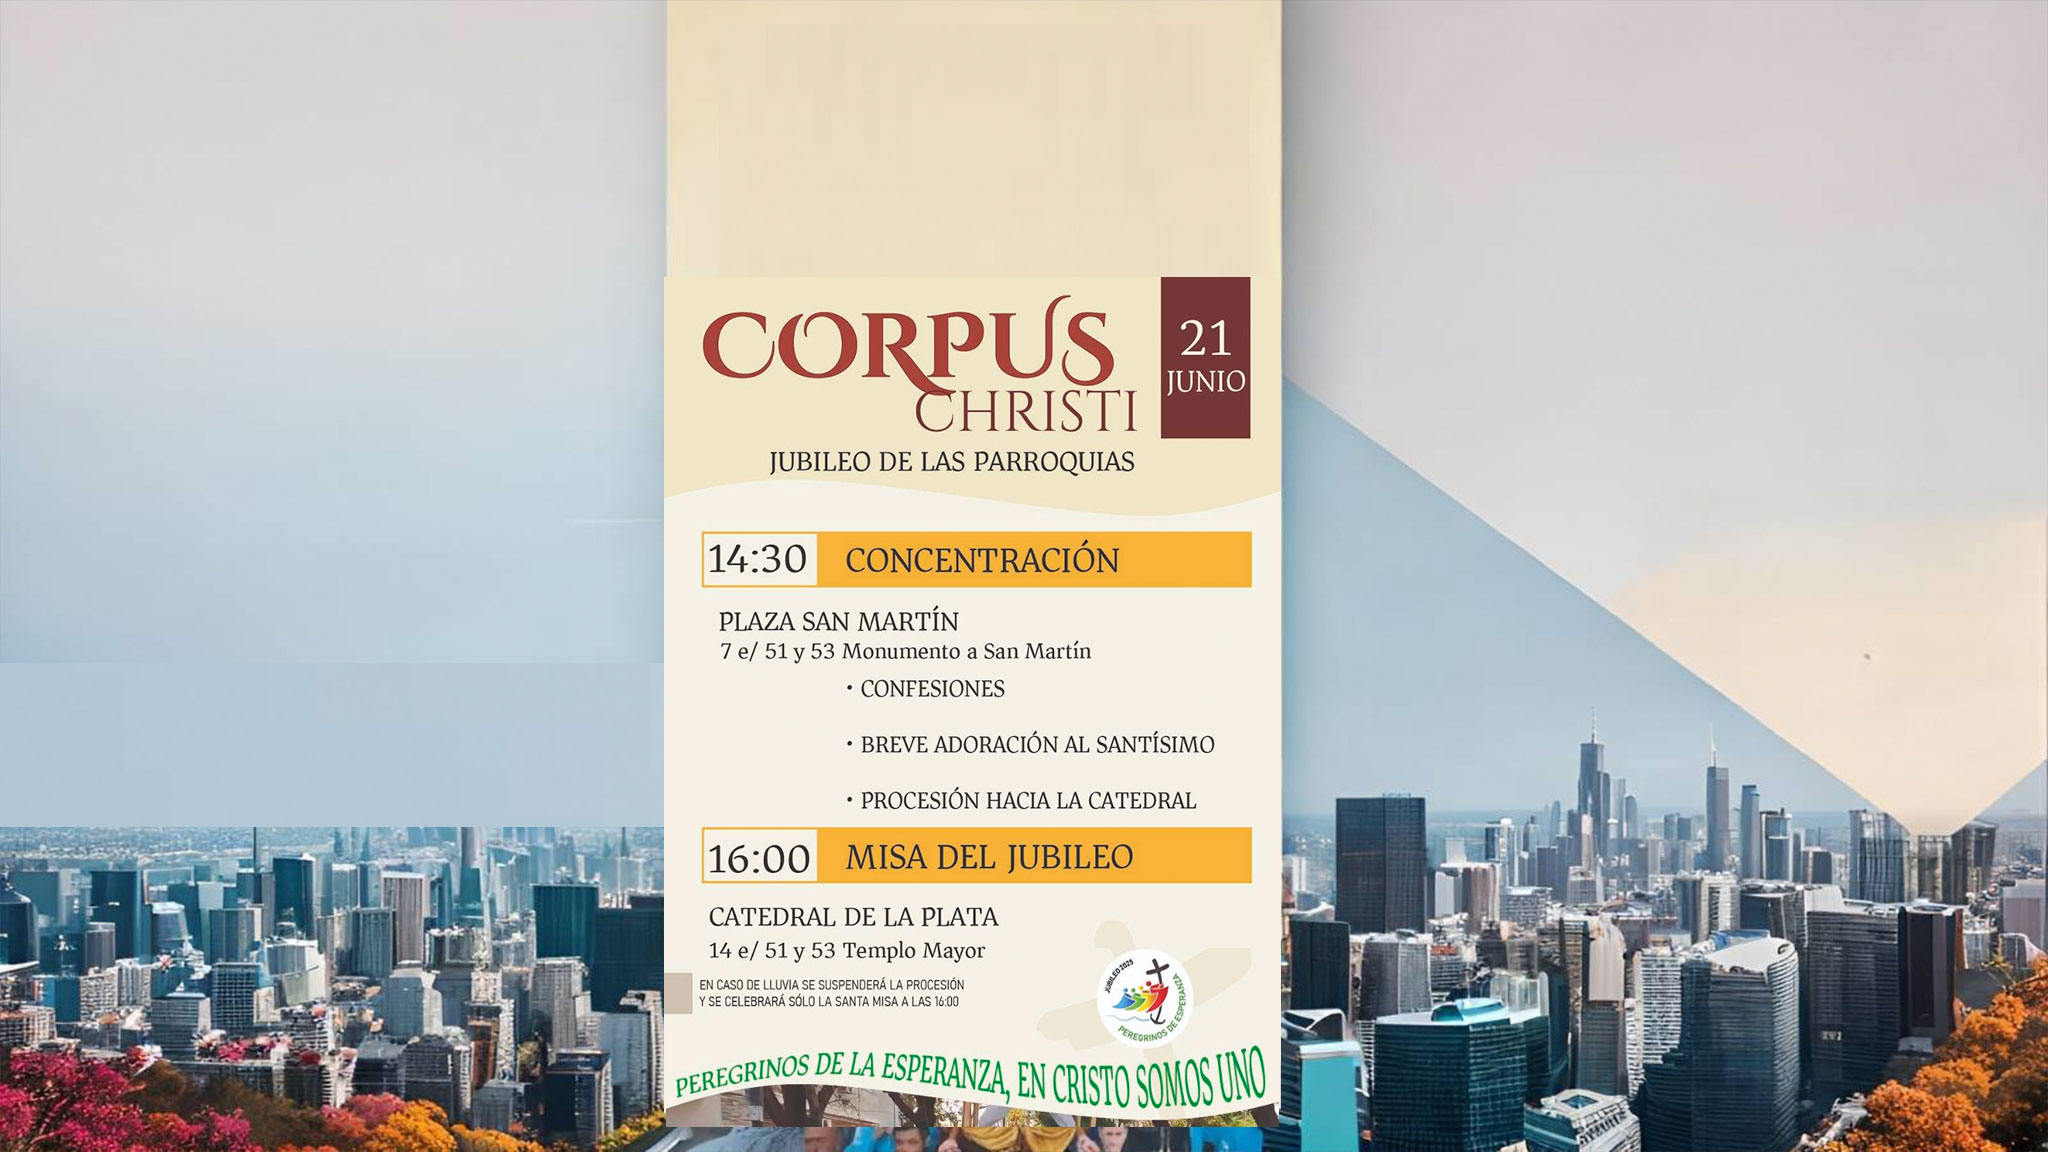 CORPUS
CHRISTI
21
JUNIO
JUBILEO DE LAS PARROQUIAS
14:30 CONCENTRACIÓN
PLAZA SAN MARTÍN
7 e/ 51 y 53 Monumento a San Martín
• CONFESIONES
• BREVE ADORACIÓN AL SANTÍSIMO
• PROCESIÓN HACIA LA CATEDRAL
16:00 MISA DEL JUBILEO
CATEDRAL DE LA PLATA
14 e/ 51 y 53 Templo Mayor
EN CASO DE LLUVIA SE SUSPENDERÁ LA PROCESIÓN
Y SE CELEBRARÁ SÓLO LA SANTA MISA A LAS 16:00
JUBILEO 2025
PEREGRINOS DE ESPERANZA
PEREGRINOS DE LA ESPERANZA, EN CRISTO SOMOS UNO